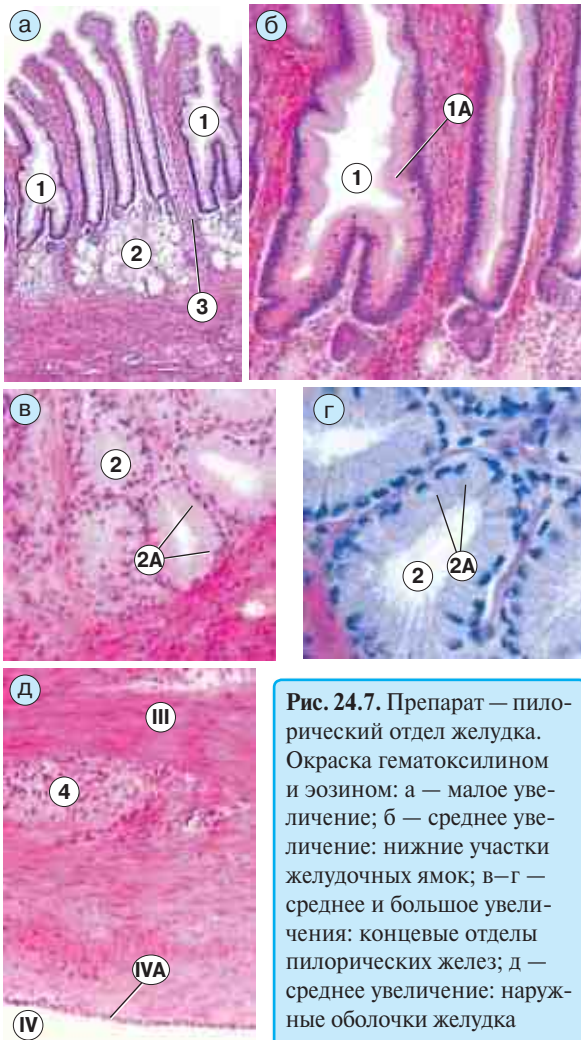 а
1
1
2
3
б
1А
1
в
2
2А
г
2
2А
д
III
4
IVA
IV
Рис. 24.7. Препарат — пило-
рический отдел желудка.
Окраска гематоксилином
и эозином: а — малое уве-
личение; б — среднее уве-
личение: нижние участки
желудочных ямок; в–г —
среднее и большое увели-
чения: концевые отделы
пилорических желез; д —
среднее увеличение: наруж-
ные оболочки желудка